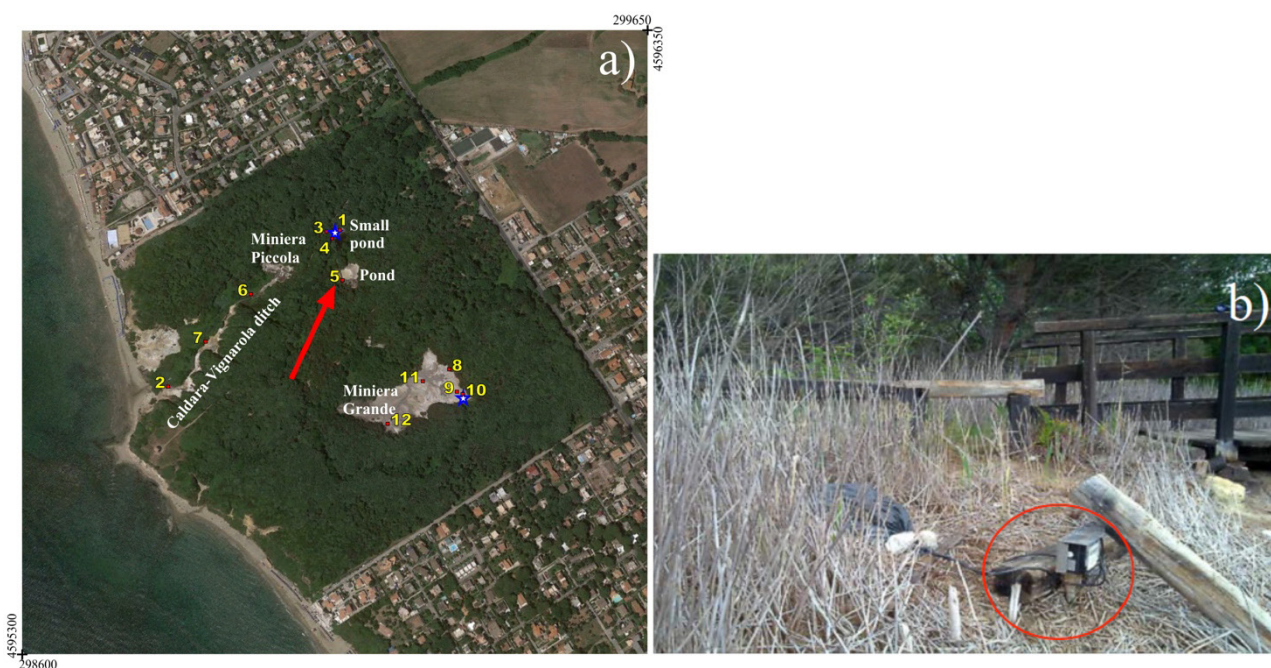 299650
4596350
a)
1
3
Small
pond
4
Miniera
Piccola
5
Pond
6
Caldara-Vignarola ditch
7
2
8
11
9
10
Miniera
Grande
12
4595300
298600
b)